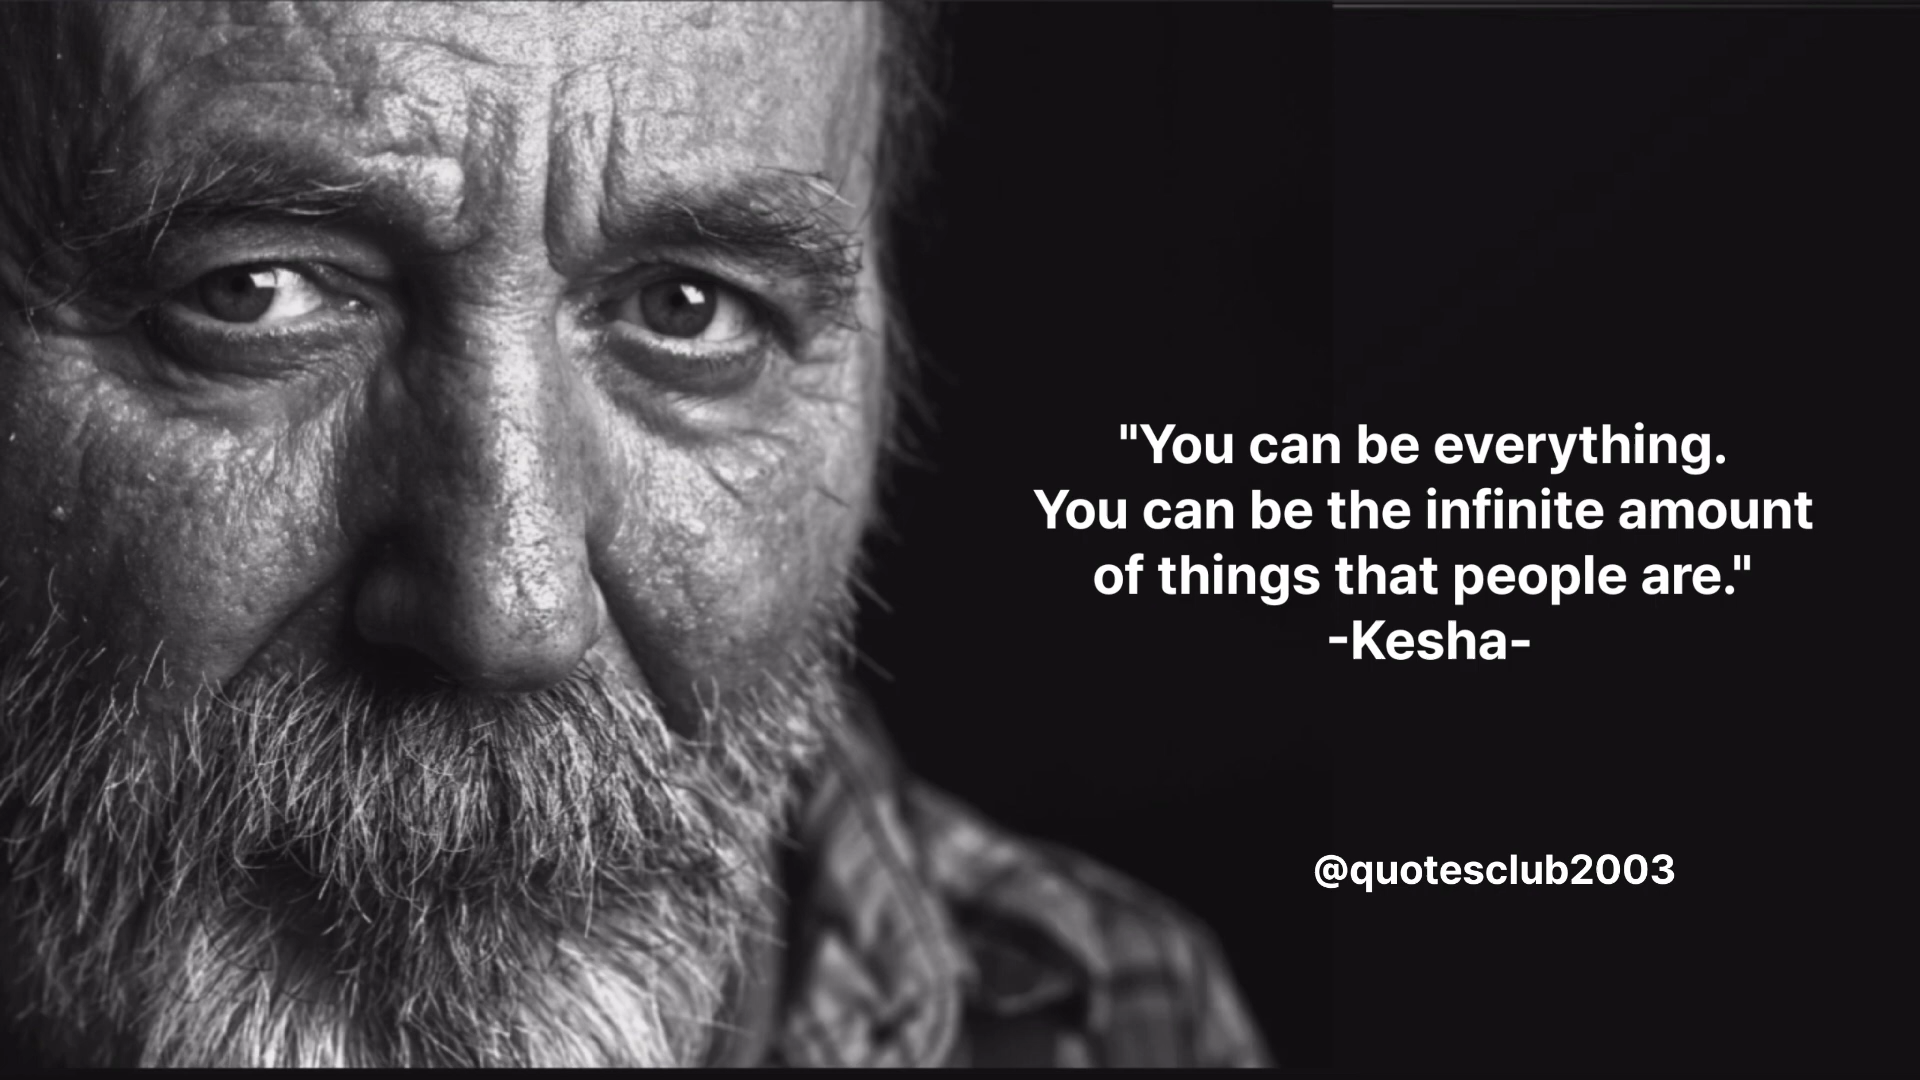 "You can be everything.
You can be the infinite amount
of things that people are."
-Kesha-
@quotesclub2003